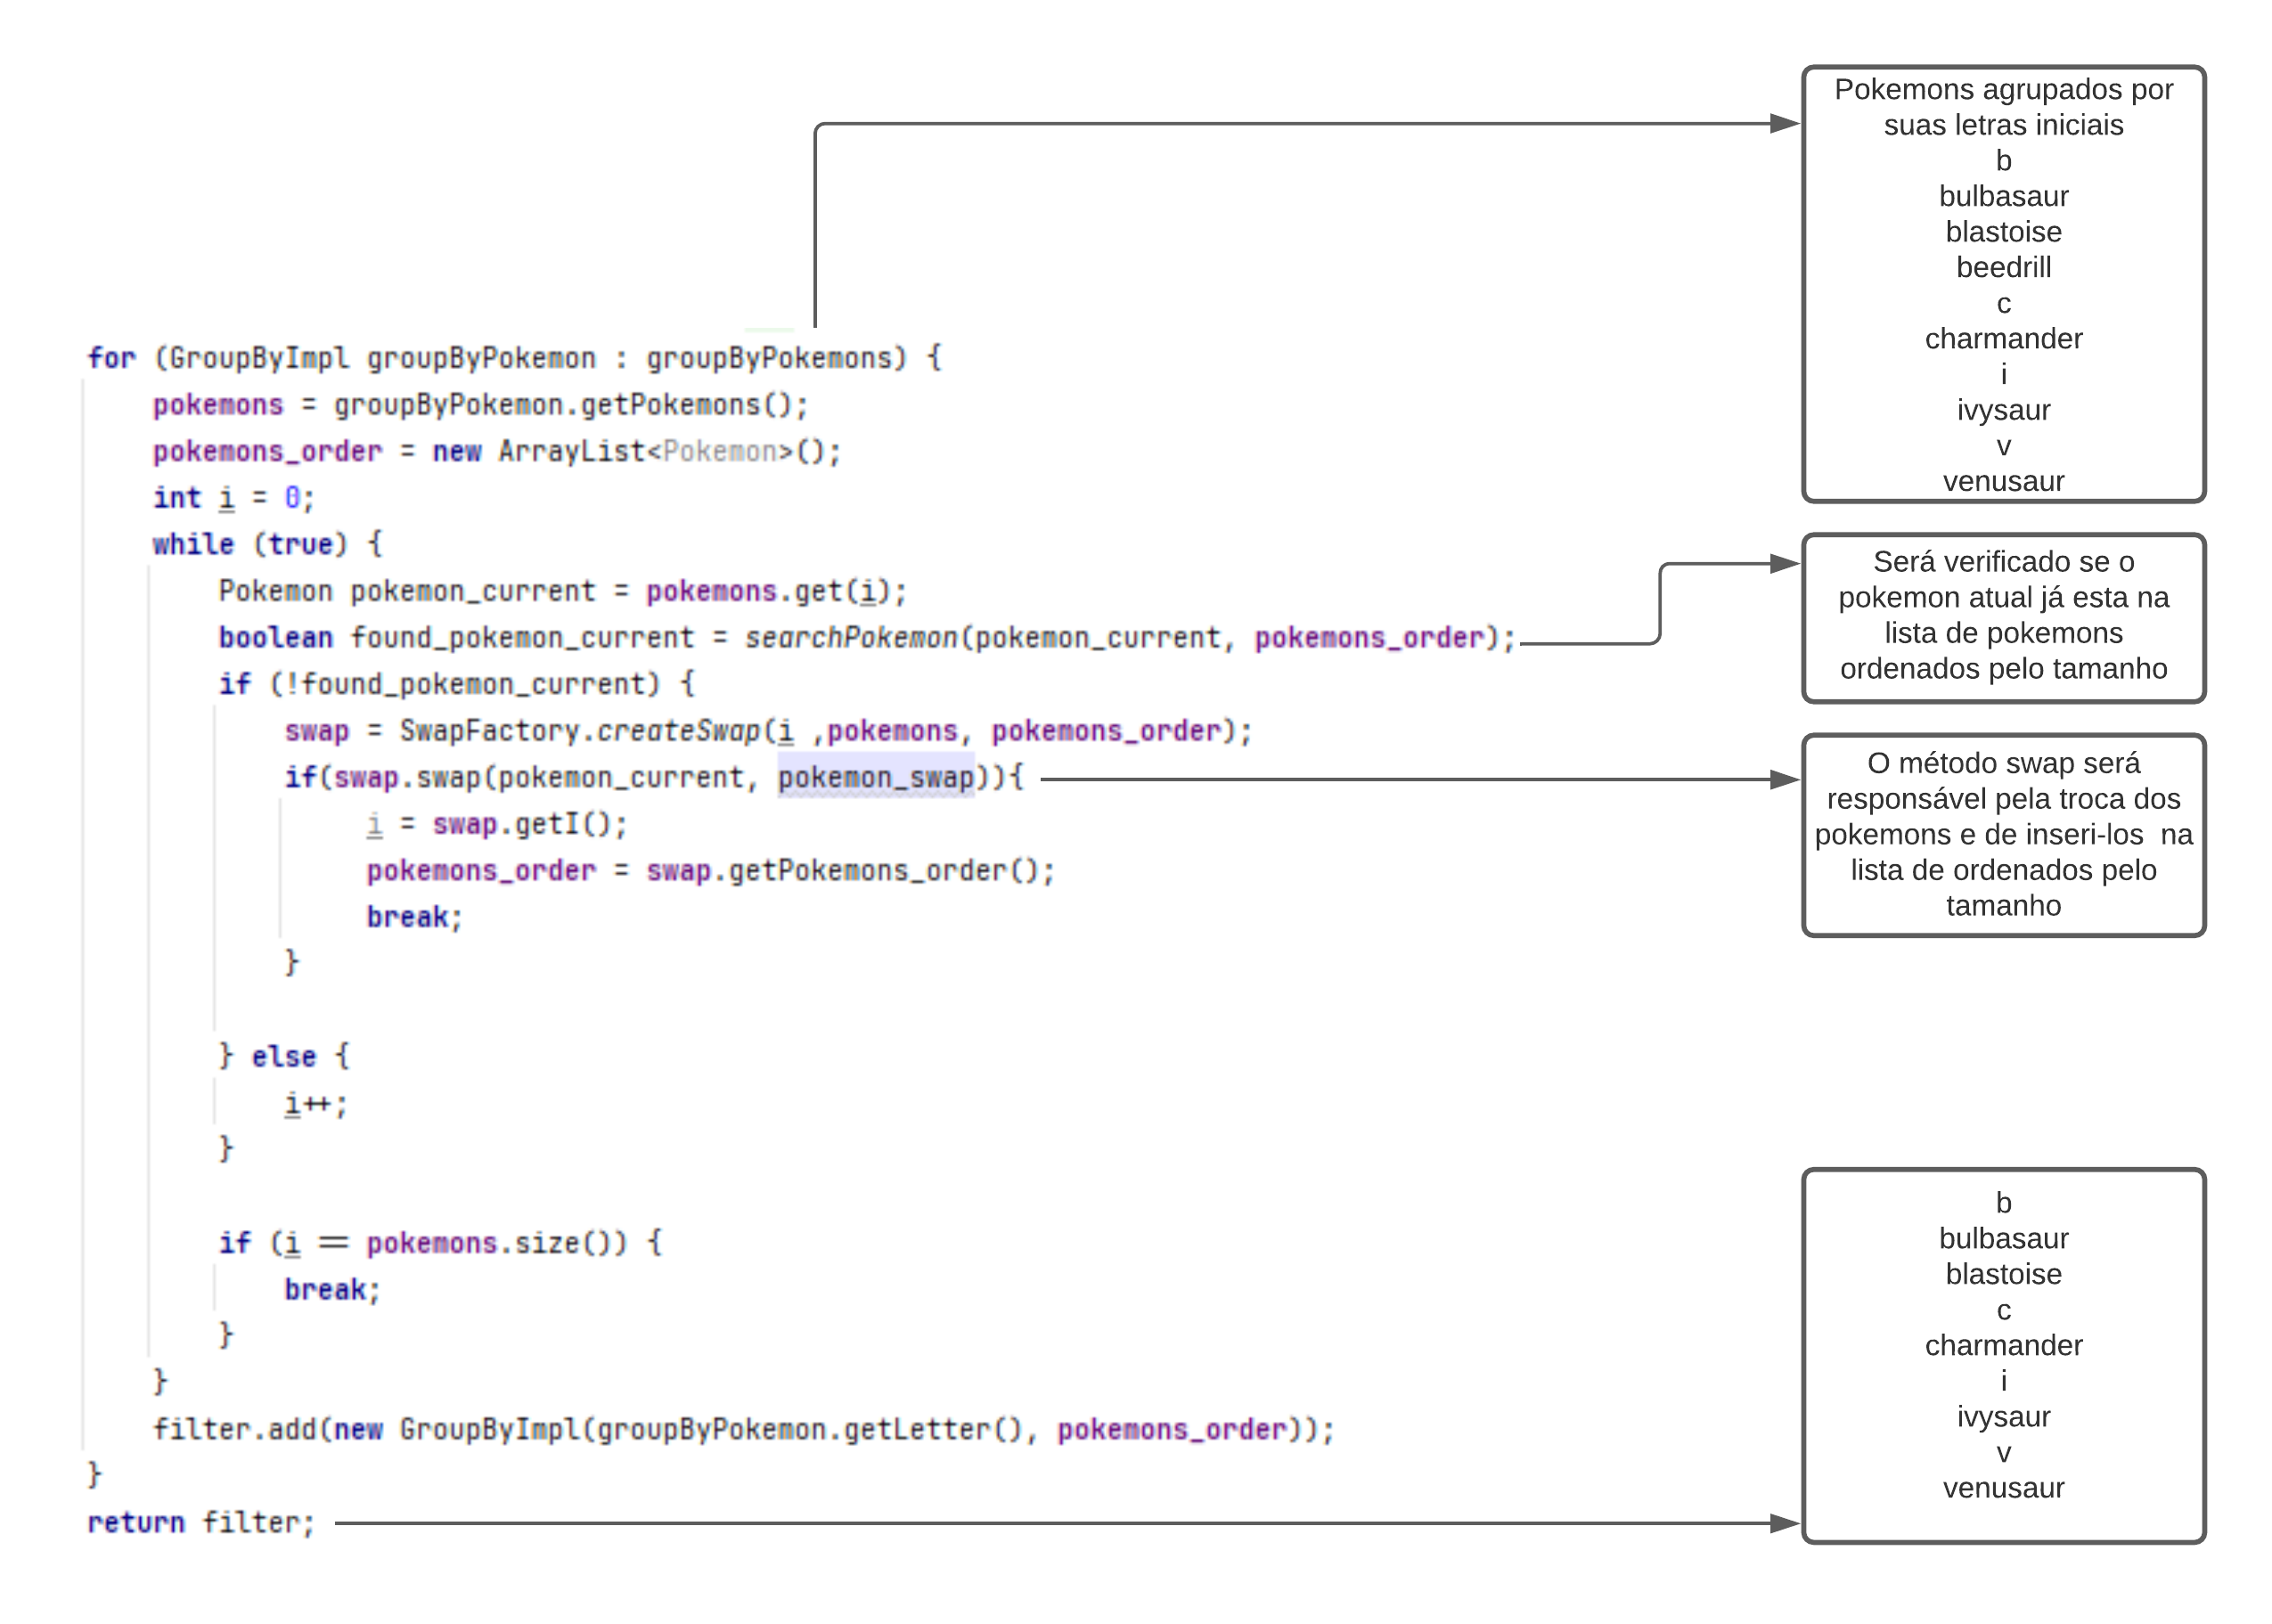 for (GroupByImpl groupByPokemon : groupByPokemons) {
pokemons = groupByPokemon.getPokemons();
pokemons_order = new ArrayList<Pokemon>();
int i = 0;
while (true) {
Pokemon pokemon_current = pokemons.get(i);
boolean found_pokemon_current = searchPokemon(pokemon_current, pokemons_order);
if (!found_pokemon_current) {
swap = SwapFactory.createSwap(i ,pokemons, pokemons_order);
if(swap.swap(pokemon_current, pokemon_swap)){
i = swap.getI();
pokemons_order = swap.getPokemons_order();
break;
}
} else {
i++;
}
if (i == pokemons.size()) {
break;
}
}
filter.add(new GroupByImpl(groupByPokemon.getLetter(), pokemons_order));
}
return filter;
Pokemons agrupados por
suas letras iniciais
b
bulbasaur
blastoise
beedrill
c
charmander
i
ivysaur
v
venusaur
Será verificado se o
pokemon atual já esta na
lista de pokemons
ordenados pelo tamanho
O método swap será
responsável pela troca dos
pokemons e de inseri-los  na
lista de ordenados pelo
tamanho
b
bulbasaur
blastoise
c
charmander
i
ivysaur
v
venusaur